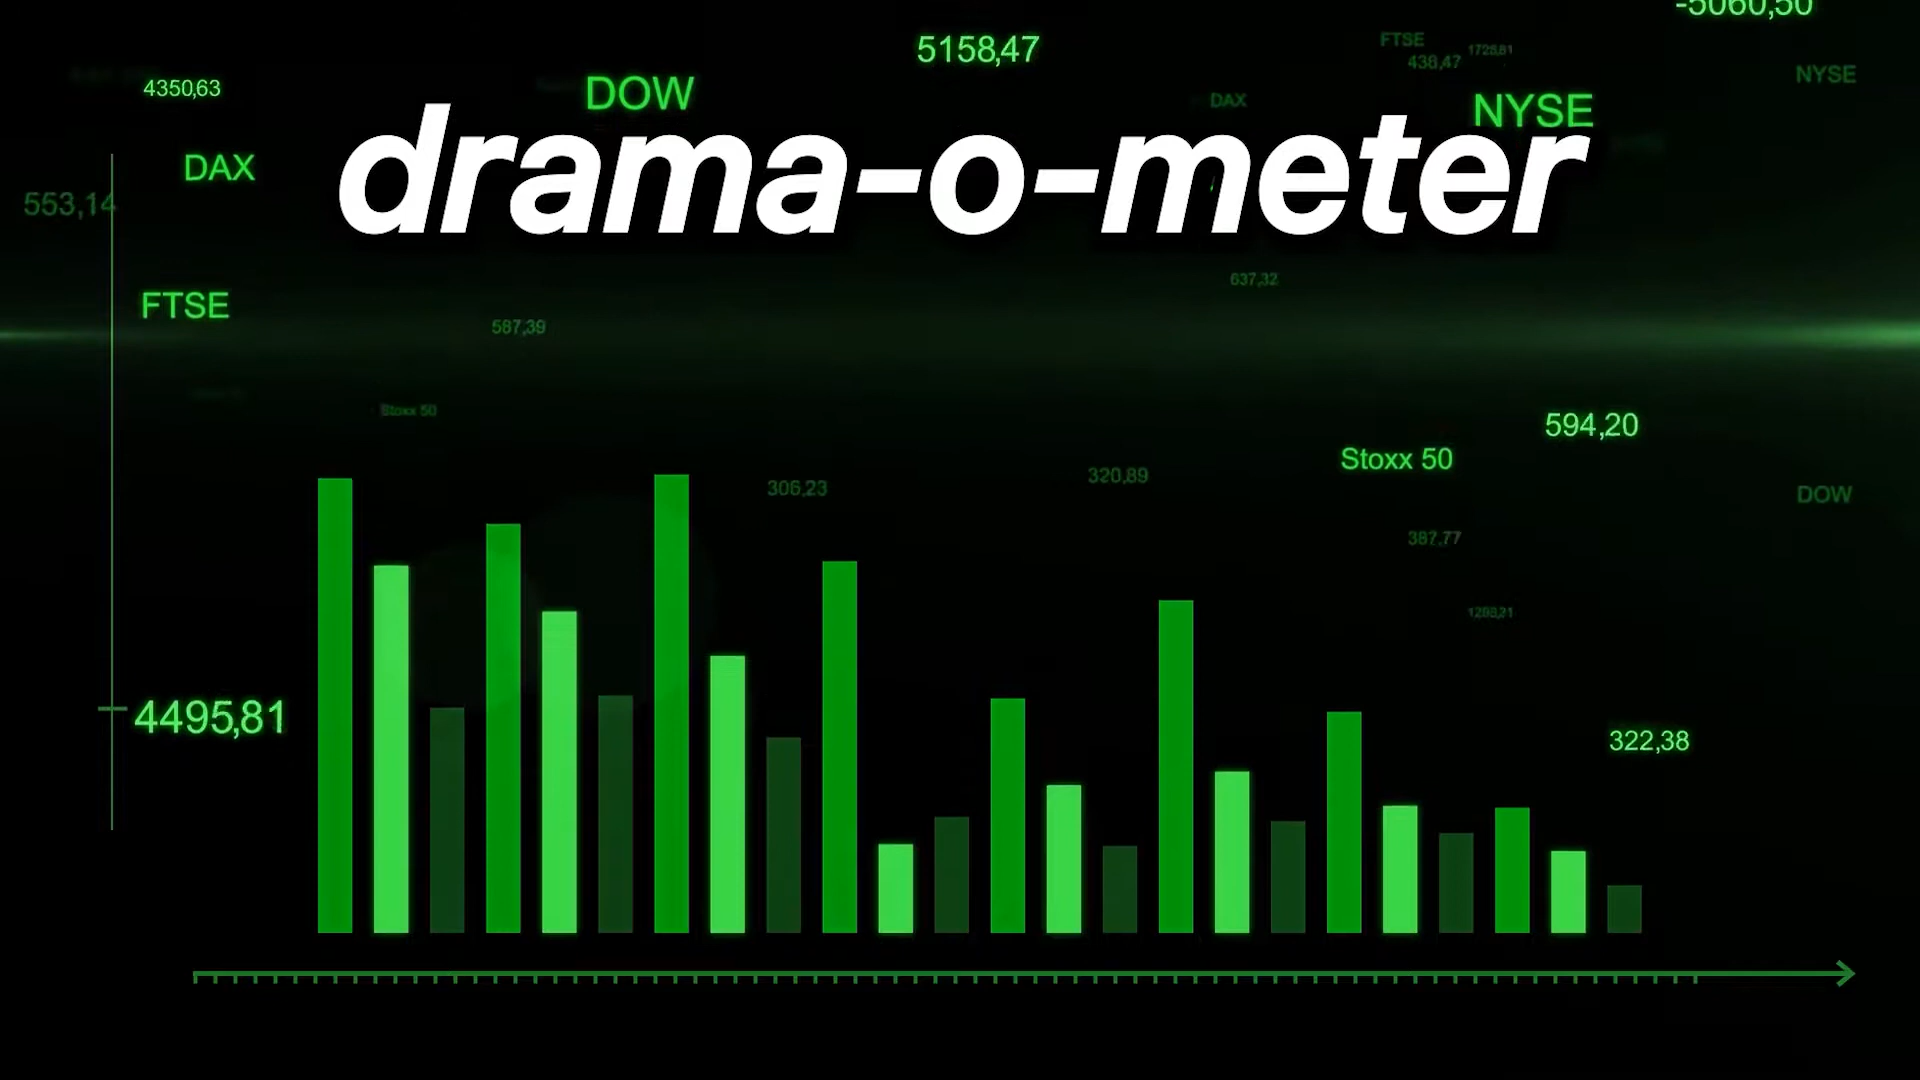 -5060,50
5158,47
FTSE
1728,81
438,47
NYSE
4350,63
DOW
DAX
NYSE
drama-o-meter
DAX
553,14
637,32
FTSE
587,39
Stoxx 50
594,20
Stoxx 50
320,89
306,23
DOW
387,77
4495,81
322,38